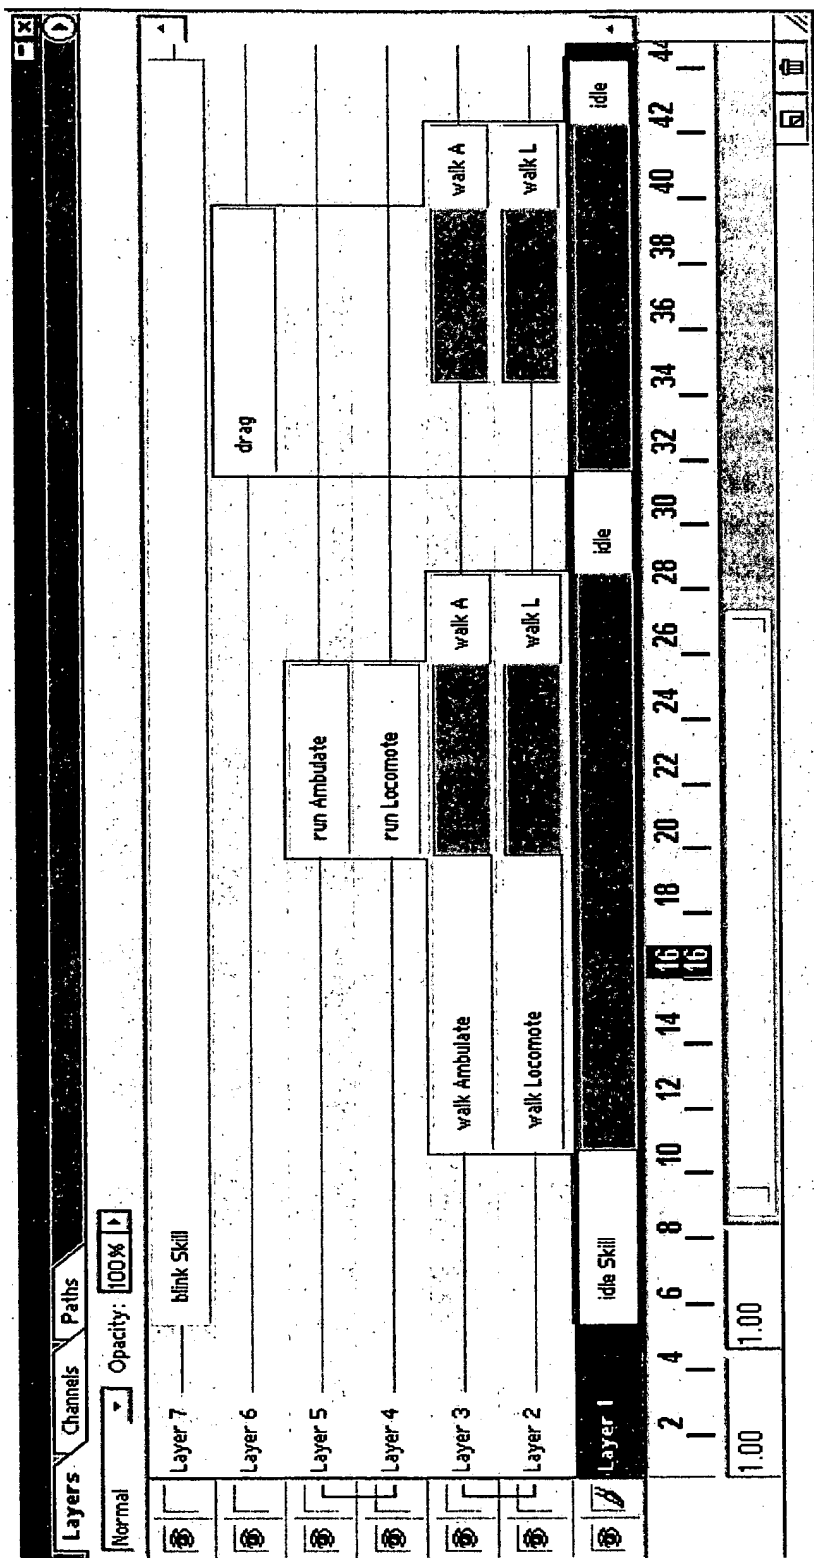 Layers Channels Paths
Normal Opacity: 100%
Layer 7 blink Skill
Layer 6 drag
Layer 5 run Ambulate
Layer 4 run Locomote
Layer 3 walk Ambulate walk A walk A
Layer 2 walk Locomote walk L walk L
Layer 1 idle Skill idle idle
2 4 6 8 10 12 14 16 18 20 22 24 26 28 30 32 34 36 38 40 42 44
16
1.00 1.00